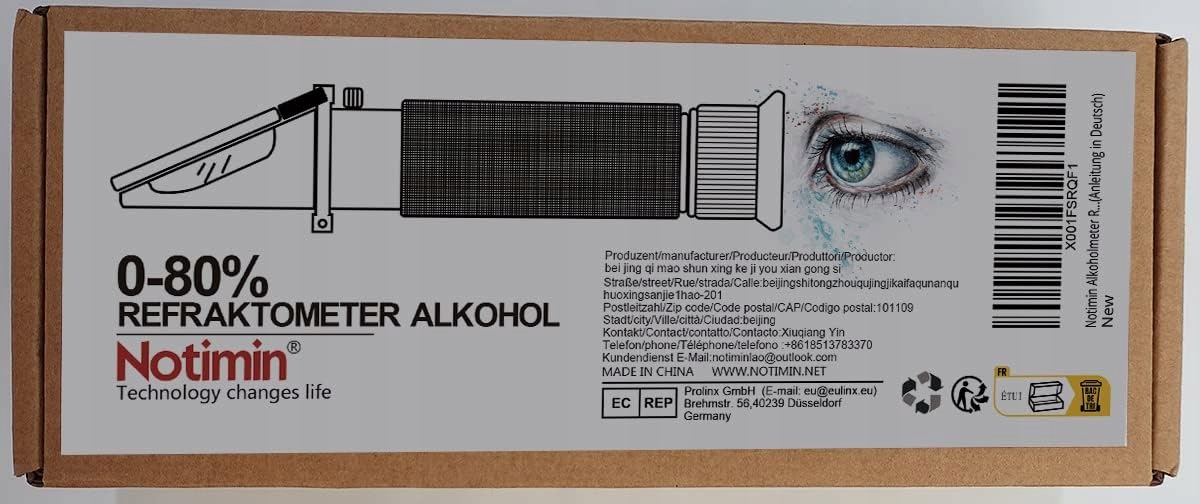 0-80%
REFRAKTOMETER ALKOHOL
Notimin®
Technology changes life
Produzent/manufacturer/Producteur/Produttori/Productor:
bei jing qi mao shun xing ke ji you xian gong si
Straße/street/Rue/strada/Calle:beijingshitongzhouqujingjikaifaqunanqu
huoxingsanjie1hao-201
Postleitzahl/Zip code/Code postal/CAP/Codigo postal:101109
Stadt/city/Ville/città/Ciudad:beijing
Kontakt/Contact/contatto/Contacto:Xiuqiang Yin
Telefon/phone/Téléphone/telefono :+8618513783370
Kundendienst E-Mail:notiminlao@outlook.com
MADE IN CHINA WWW.NOTIMIN.NET
EC REP
Prolinx GmbH (E-mail: eu@eulinx.eu)
Brehmstr. 56,40239 Düsseldorf
Germany
X001FSRQF1
Notimin Alkoholmeter R...(Anleitung in Deutsch)
New
FR
ÉTUI
BAC
DE
TRI